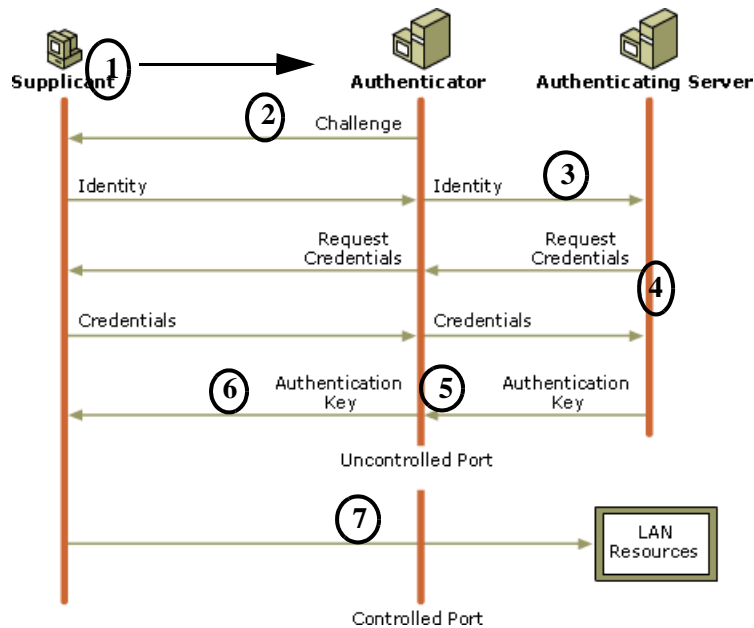 1
Supplicant
Authenticator
Authenticating Server
2
Challenge
Identity
Identity
3
Request
Credentials
Request
Credentials
4
Credentials
Credentials
6
Authentication
Key
5
Authentication
Key
Uncontrolled Port
7
LAN
Resources
Controlled Port